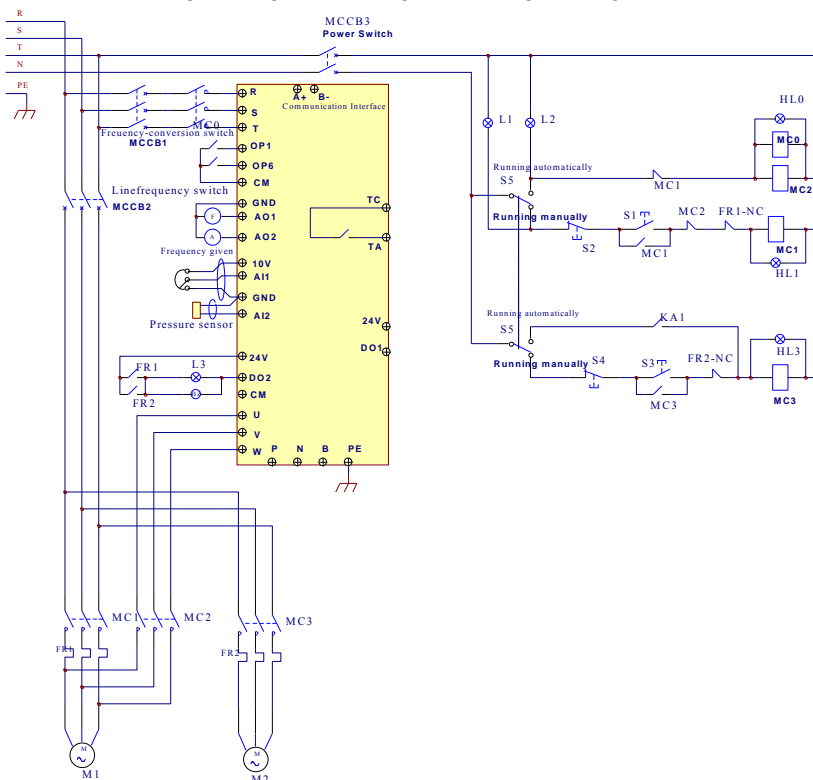 R
S
T
N
PE
MCCB3
Power Switch
R
S
T
A+
B-
Communication Interface
MC0
Freuency-conversion switch
MCCB1
OP1
OP6
CM
Linefrequency switch
MCCB2
GND
AO1
F
AO2
A
Frequency given
10V
AI1
GND
AI2
Pressure sensor
TC
TA
24V
DO1
24V
FR1
L3
DO2
FR2
CM
U
V
W
P
N
B
PE
L1
L2
HL0
MC0
MC2
Running automatically
S5
MC1
Running manually
S1
MC2
FR1-NC
S2
MC1
MC1
HL1
Running automatically
KA1
S5
Running manually
S4
S3
FR2-NC
HL3
MC3
MC3
MC1
MC2
MC3
FR1
FR2
M
M1
M
M2